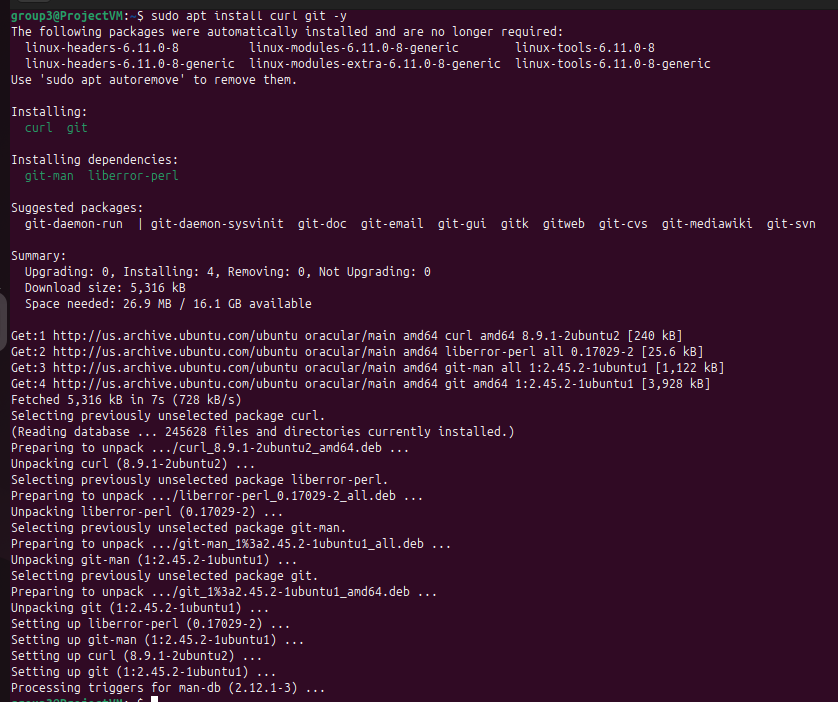 group3@ProjectVM:~$ sudo apt install curl git -y
The following packages were automatically installed and are no longer required:
  linux-headers-6.11.0-8          linux-modules-6.11.0-8-generic        linux-tools-6.11.0-8
  linux-headers-6.11.0-8-generic  linux-modules-extra-6.11.0-8-generic  linux-tools-6.11.0-8-generic
Use 'sudo apt autoremove' to remove them.

Installing:
  curl  git

Installing dependencies:
  git-man  liberror-perl

Suggested packages:
  git-daemon-run  | git-daemon-sysvinit  git-doc  git-email  git-gui  gitk  gitweb  git-cvs  git-mediawiki  git-svn

Summary:
  Upgrading: 0, Installing: 4, Removing: 0, Not Upgrading: 0
  Download size: 5,316 kB
  Space needed: 26.9 MB / 16.1 GB available

Get:1 http://us.archive.ubuntu.com/ubuntu oracular/main amd64 curl amd64 8.9.1-2ubuntu2 [240 kB]
Get:2 http://us.archive.ubuntu.com/ubuntu oracular/main amd64 liberror-perl all 0.17029-2 [25.6 kB]
Get:3 http://us.archive.ubuntu.com/ubuntu oracular/main amd64 git-man all 1:2.45.2-1ubuntu1 [1,122 kB]
Get:4 http://us.archive.ubuntu.com/ubuntu oracular/main amd64 git amd64 1:2.45.2-1ubuntu1 [3,928 kB]
Fetched 5,316 kB in 7s (728 kB/s)
Selecting previously unselected package curl.
(Reading database ... 245628 files and directories currently installed.)
Preparing to unpack .../curl_8.9.1-2ubuntu2_amd64.deb ...
Unpacking curl (8.9.1-2ubuntu2) ...
Selecting previously unselected package liberror-perl.
Preparing to unpack .../liberror-perl_0.17029-2_all.deb ...
Unpacking liberror-perl (0.17029-2) ...
Selecting previously unselected package git-man.
Preparing to unpack .../git-man_1%3a2.45.2-1ubuntu1_all.deb ...
Unpacking git-man (1:2.45.2-1ubuntu1) ...
Selecting previously unselected package git.
Preparing to unpack .../git_1%3a2.45.2-1ubuntu1_amd64.deb ...
Unpacking git (1:2.45.2-1ubuntu1) ...
Setting up liberror-perl (0.17029-2) ...
Setting up git-man (1:2.45.2-1ubuntu1) ...
Setting up curl (8.9.1-2ubuntu2) ...
Setting up git (1:2.45.2-1ubuntu1) ...
Processing triggers for man-db (2.12.1-3) ...
group3@ProjectVM:~$